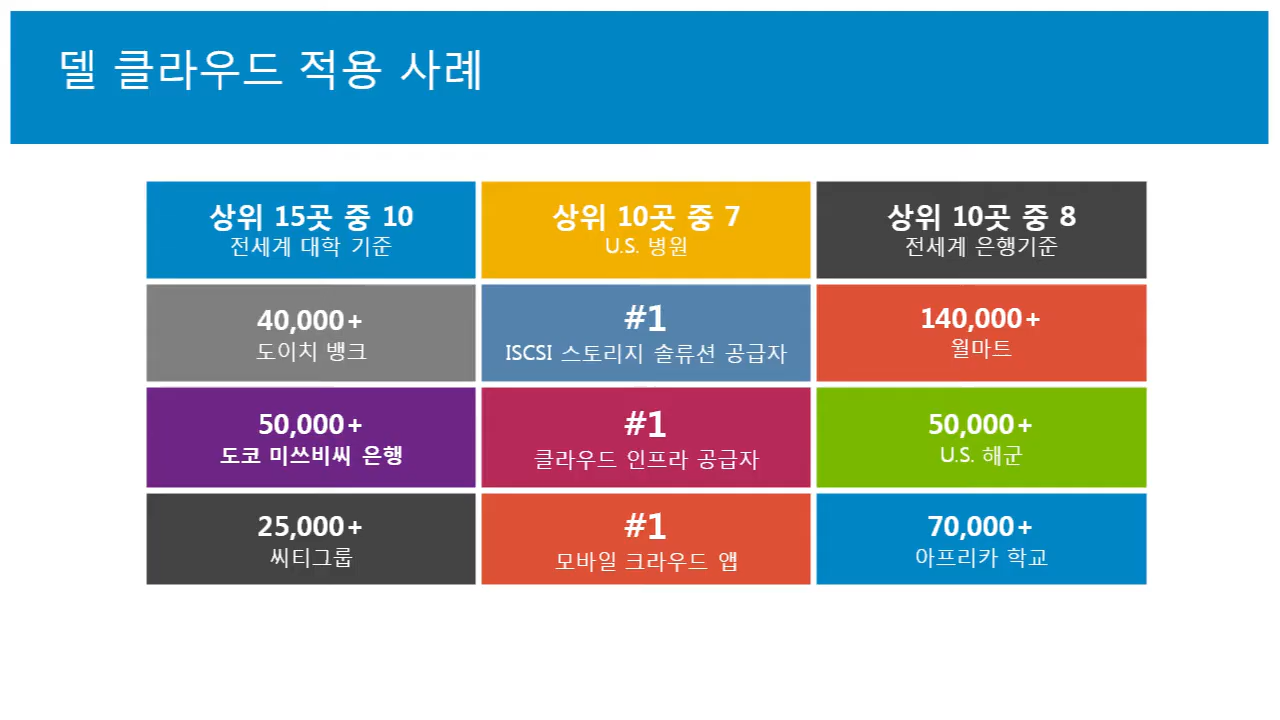 델 클라우드 적용 사례
상위 15곳 중 10
전세계 대학 기준
상위 10곳 중 7
U.S. 병원
상위 10곳 중 8
전세계 은행기준
40,000+
도이치 뱅크
#1
ISCSI 스토리지 솔류션 공급자
140,000+
월마트
50,000+
도코 미쓰비씨 은행
#1
클라우드 인프라 공급자
50,000+
U.S. 해군
25,000+
씨티그룹
#1
모바일 크라우드 앱
70,000+
아프리카 학교